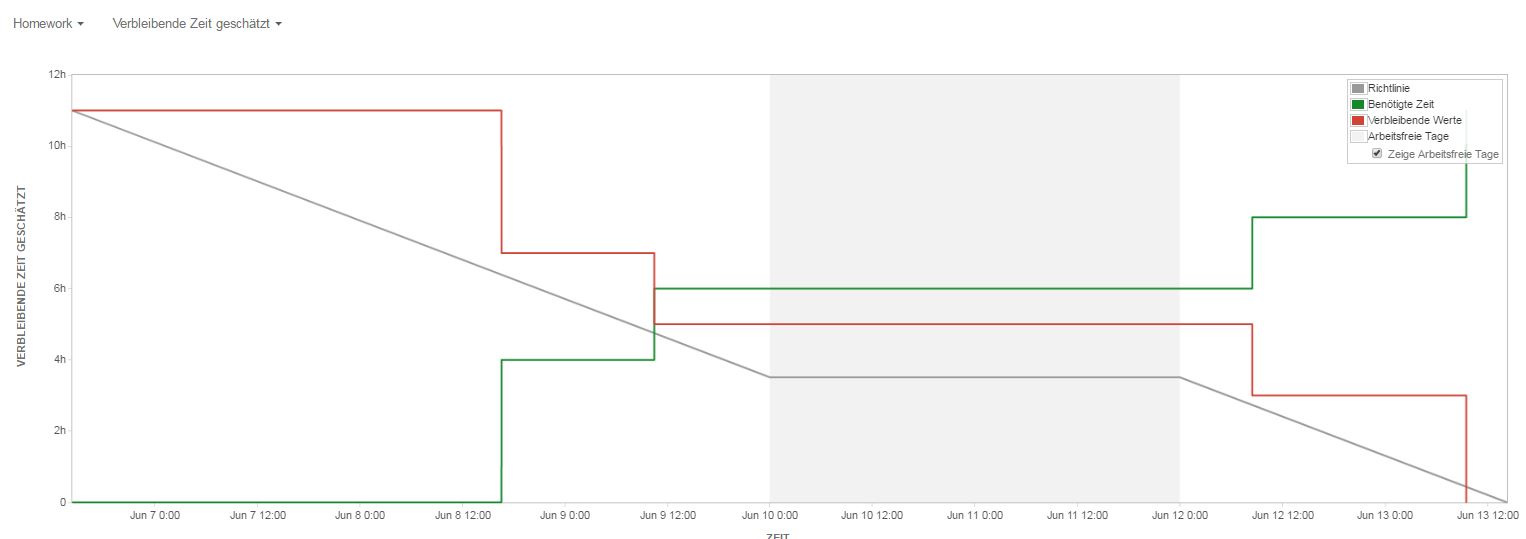 Homework Verbleibende Zeit geschätzt
VERBLEIBENDE ZEIT GESCHÄTZT
12h
10h
8h
6h
4h
2h
0
Richtlinie
Benötigte Zeit
Verbleibende Werte
Arbeitsfreie Tage
Zeige Arbeitsfreie Tage
Jun 7 0:00 Jun 7 12:00 Jun 8 0:00 Jun 8 12:00 Jun 9 0:00 Jun 9 12:00 Jun 10 0:00 Jun 10 12:00 Jun 11 0:00 Jun 11 12:00 Jun 12 0:00 Jun 12 12:00 Jun 13 0:00 Jun 13 12:00
ZEIT